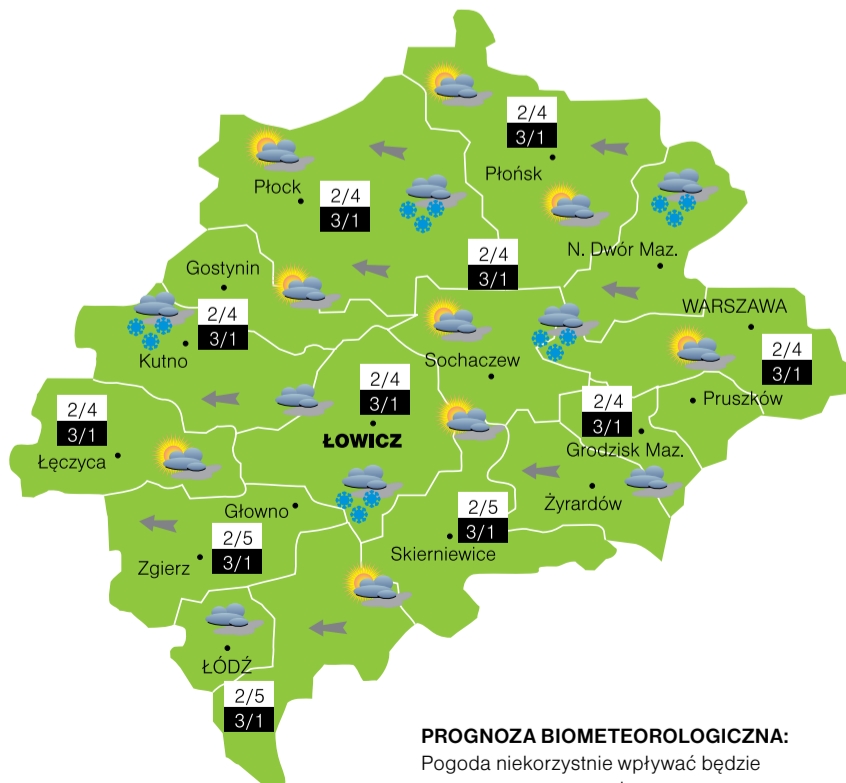 2/4
3/1
Płońsk
Płock
2/4
3/1
N. Dwór Maz.
2/4
3/1
Gostynin
WARSZAWA
2/4
3/1
Kutno
Sochaczew
2/4
3/1
Pruszków
2/4
3/1
ŁOWICZ
2/4
3/1
Grodzisk Maz.
2/4
3/1
Łęczyca
Żyrardów
Głowno
2/5
3/1
Skierniewice
2/5
3/1
Zgierz
ŁÓDŹ
2/5
3/1
PROGNOZA BIOMETEOROLOGICZNA:
Pogoda niekorzystnie wpływać będzie